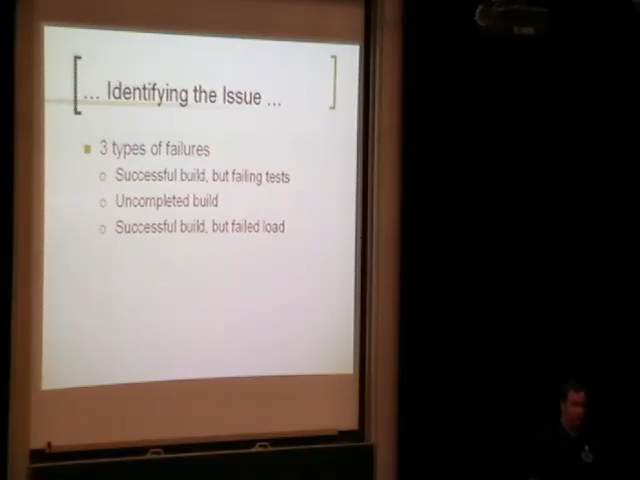 ... Identifying the Issue ...
3 types of failures
Successful build, but failing tests
Uncompleted build
Successful build, but failed load